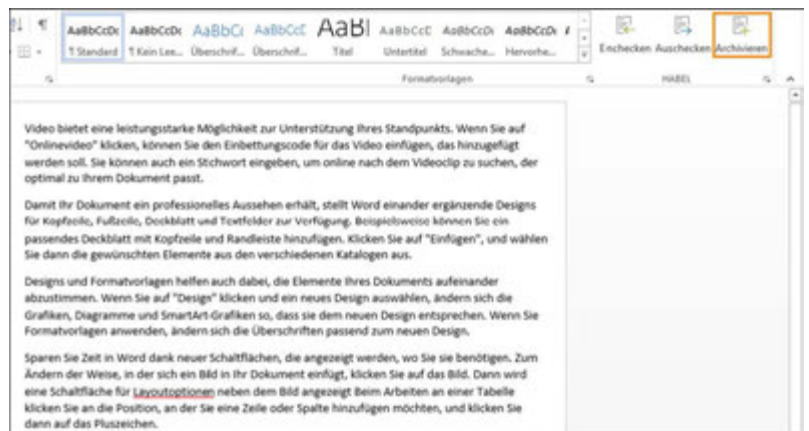 AaBbCcDc AaBbCcDc AaBbCc AaBbCcC AaBl AaBbCcC AaBbCcDc AaBbCcDc
¶ Standard ¶ Kein Lee... Überschrif... Überschrif... Titel Untertitel Schwache... Hervorhe...
Einchecken Auschecken Archivieren
Formatvorlagen HABEL
Video bietet eine leistungsstarke Möglichkeit zur Unterstützung Ihres Standpunkts. Wenn Sie auf
"Onlinevideo" klicken, können Sie den Einbettungscode für das Video einfügen, das hinzugefügt
werden soll. Sie können auch ein Stichwort eingeben, um online nach dem Videoclip zu suchen, der
optimal zu Ihrem Dokument passt.
Damit Ihr Dokument ein professionelles Aussehen erhält, stellt Word einander ergänzende Designs
für Kopfzeile, Fußzeile, Deckblatt und Textfelder zur Verfügung. Beispielsweise können Sie ein
passendes Deckblatt mit Kopfzeile und Randleiste hinzufügen. Klicken Sie auf "Einfügen", und wählen
Sie dann die gewünschten Elemente aus den verschiedenen Katalogen aus.
Designs und Formatvorlagen helfen auch dabei, die Elemente Ihres Dokuments aufeinander
abzustimmen. Wenn Sie auf "Design" klicken und ein neues Design auswählen, ändern sich die
Grafiken, Diagramme und SmartArt-Grafiken so, dass sie dem neuen Design entsprechen. Wenn Sie
Formatvorlagen anwenden, ändern sich die Überschriften passend zum neuen Design.
Sparen Sie Zeit in Word dank neuer Schaltflächen, die angezeigt werden, wo Sie sie benötigen. Zum
Ändern der Weise, in der sich ein Bild in Ihr Dokument einfügt, klicken Sie auf das Bild. Dann wird
eine Schaltfläche für Layoutoptionen neben dem Bild angezeigt Beim Arbeiten an einer Tabelle
klicken Sie an die Position, an der Sie eine Zeile oder Spalte hinzufügen möchten, und klicken Sie
dann auf das Pluszeichen.